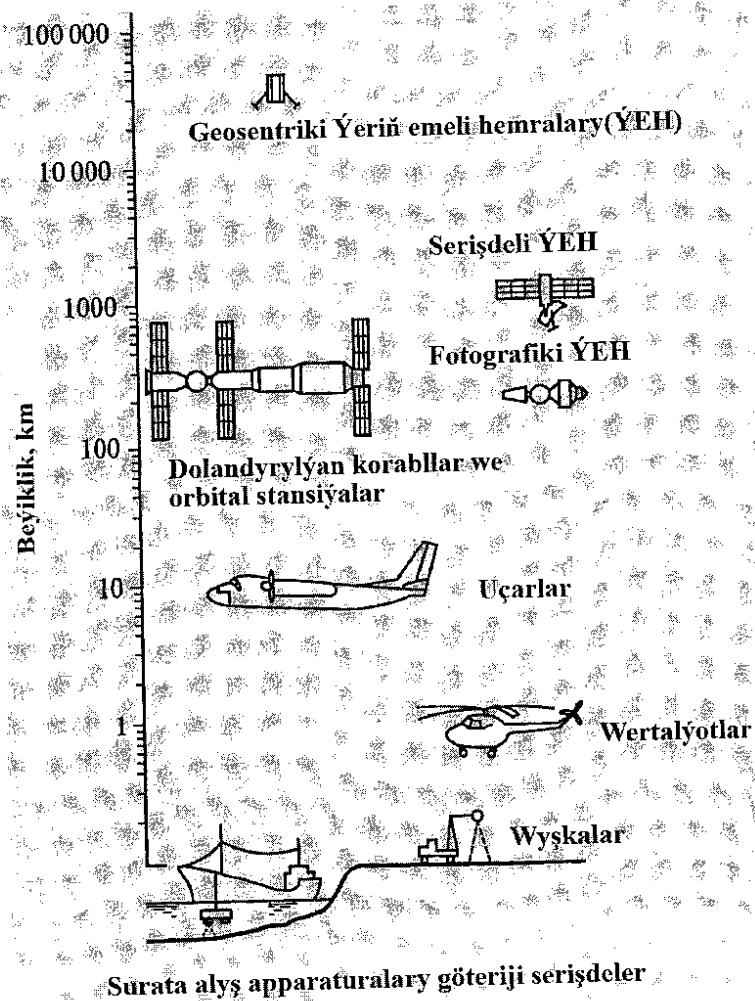 100 000
Geosentriki Ýeriň emeli hemralary(ÝEH)
10 000
Serişdeli ÝEH
1000
Fotografiki ÝEH
Beýiklik, km
100
Dolandyrylýan korabllar we
orbital stansiýalar
10
Uçarlar
1
Wertalýotlar
Wyşkalar
Surata alyş apparaturalary göteriji serişdeler